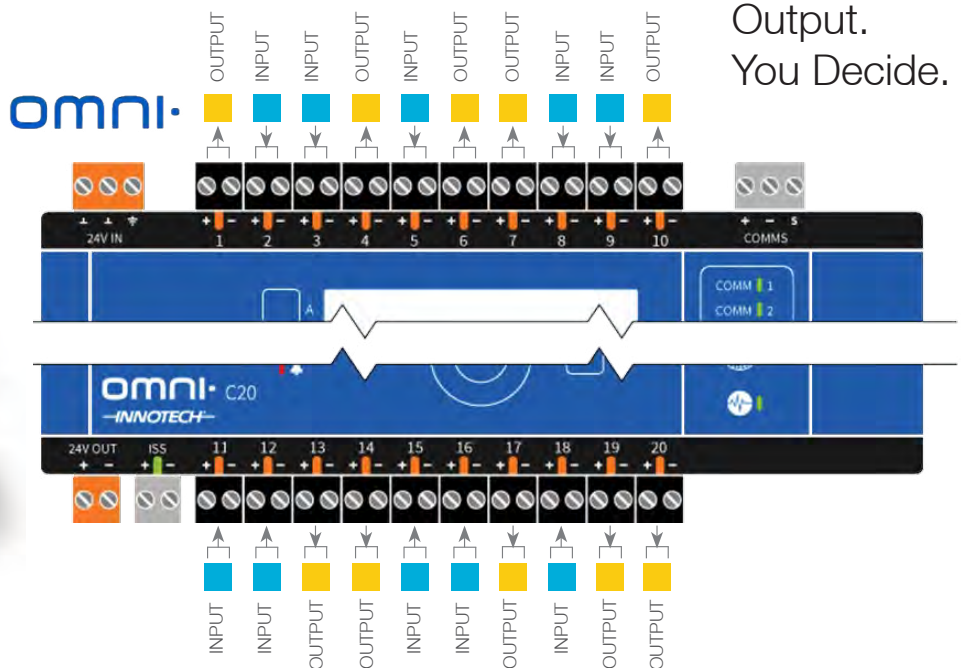 Output.
You Decide.
OUTPUT INPUT INPUT OUTPUT INPUT OUTPUT OUTPUT INPUT INPUT OUTPUT
omni
+ - + - + - + - + - + - + - + - + - + - + - S
24V IN 1 2 3 4 5 6 7 8 9 10 COMMS
COMM 1
A
COMM 2
omni C20
INNOTECH
24V OUT ISS 11 12 13 14 15 16 17 18 19 20
+ - + - + - + - + - + - + - + - + - + - + - + -
INPUT INPUT OUTPUT OUTPUT INPUT INPUT OUTPUT INPUT OUTPUT OUTPUT